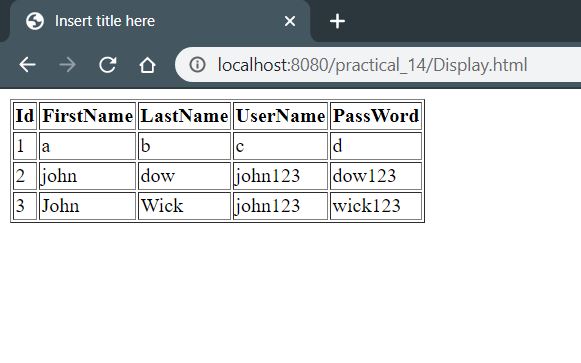 Insert title here
localhost:8080/practical_14/Display.html
Id FirstName LastName UserName PassWord
1 a b c d
2 john dow john123 dow123
3 John Wick john123 wick123